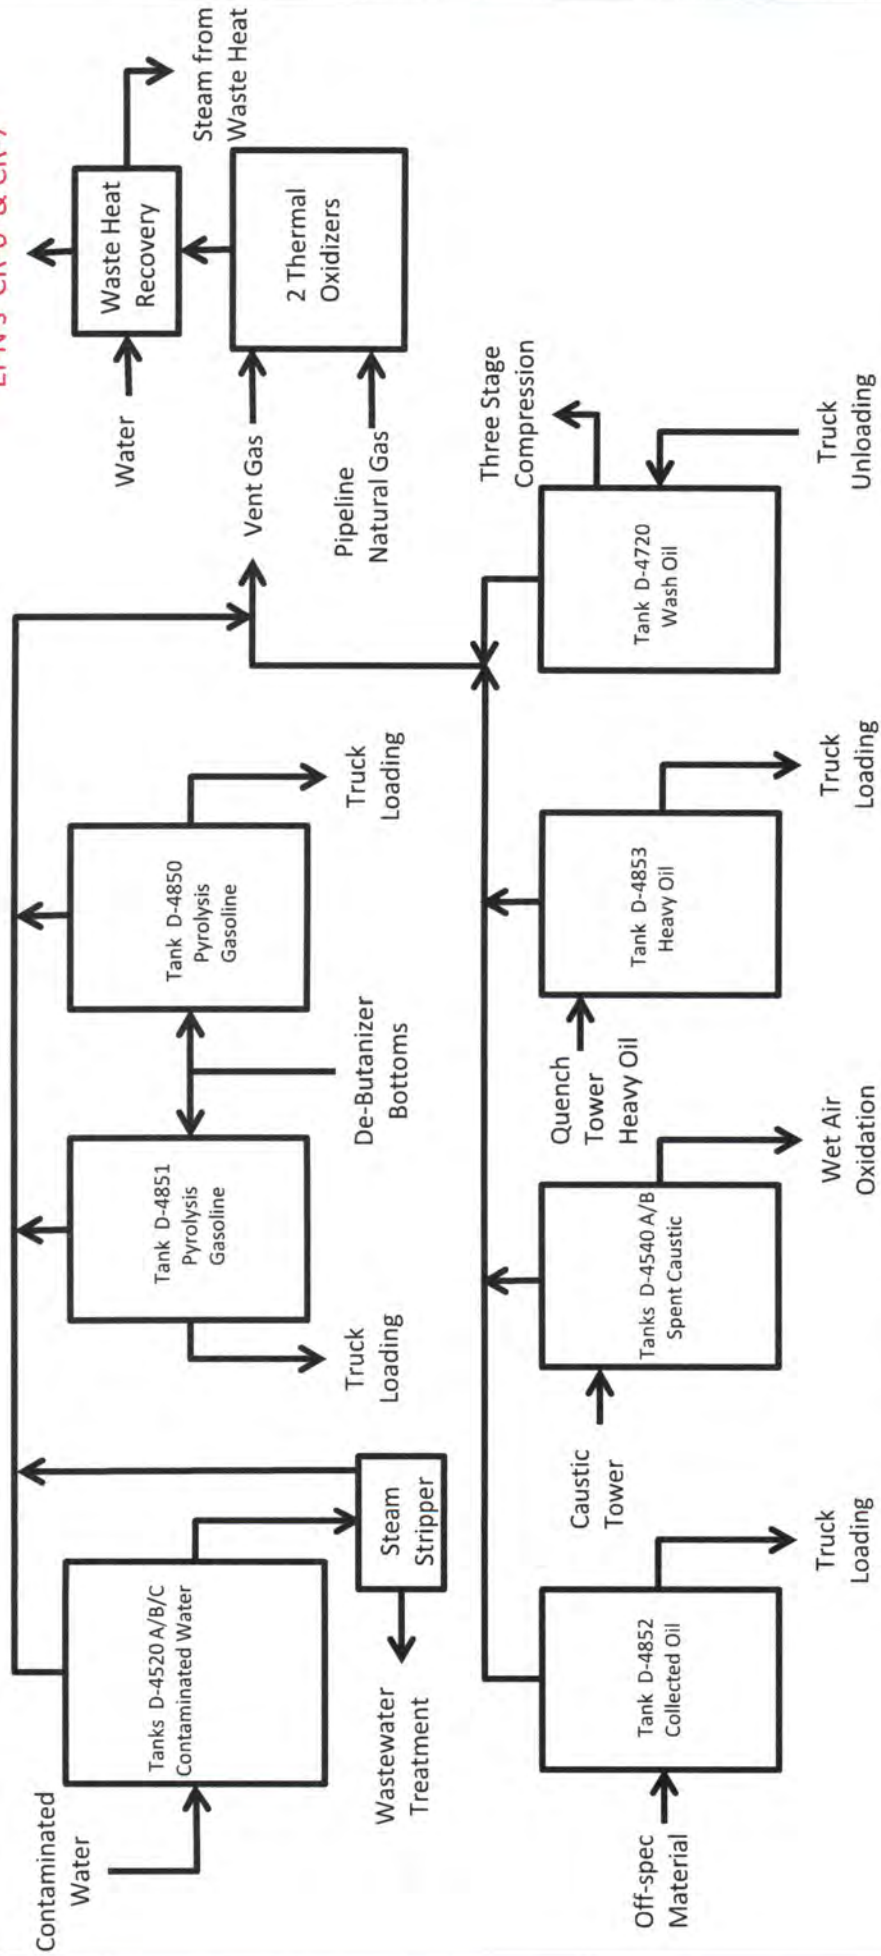 Contaminated
Water
Tanks D-4520 A/B/C
Contaminated Water
Steam
Stripper
Wastewater
Treatment
Tank D-4851
Pyrolysis
Gasoline
Truck
Loading
De-Butanizer
Bottoms
Tank D-4850
Pyrolysis
Gasoline
Truck
Loading
Water
Waste Heat
Recovery
Steam from
Waste Heat
Vent Gas
Pipeline
Natural Gas
2 Thermal
Oxidizers
Off-spec
Material
Tank D-4852
Collected Oil
Truck
Loading
Caustic
Tower
Tanks D-4540 A/B
Spent Caustic
Wet Air
Oxidation
Quench
Tower
Heavy Oil
Tank D-4853
Heavy Oil
Truck
Loading
Three Stage
Compression
Tank D-4720
Wash Oil
Truck
Unloading